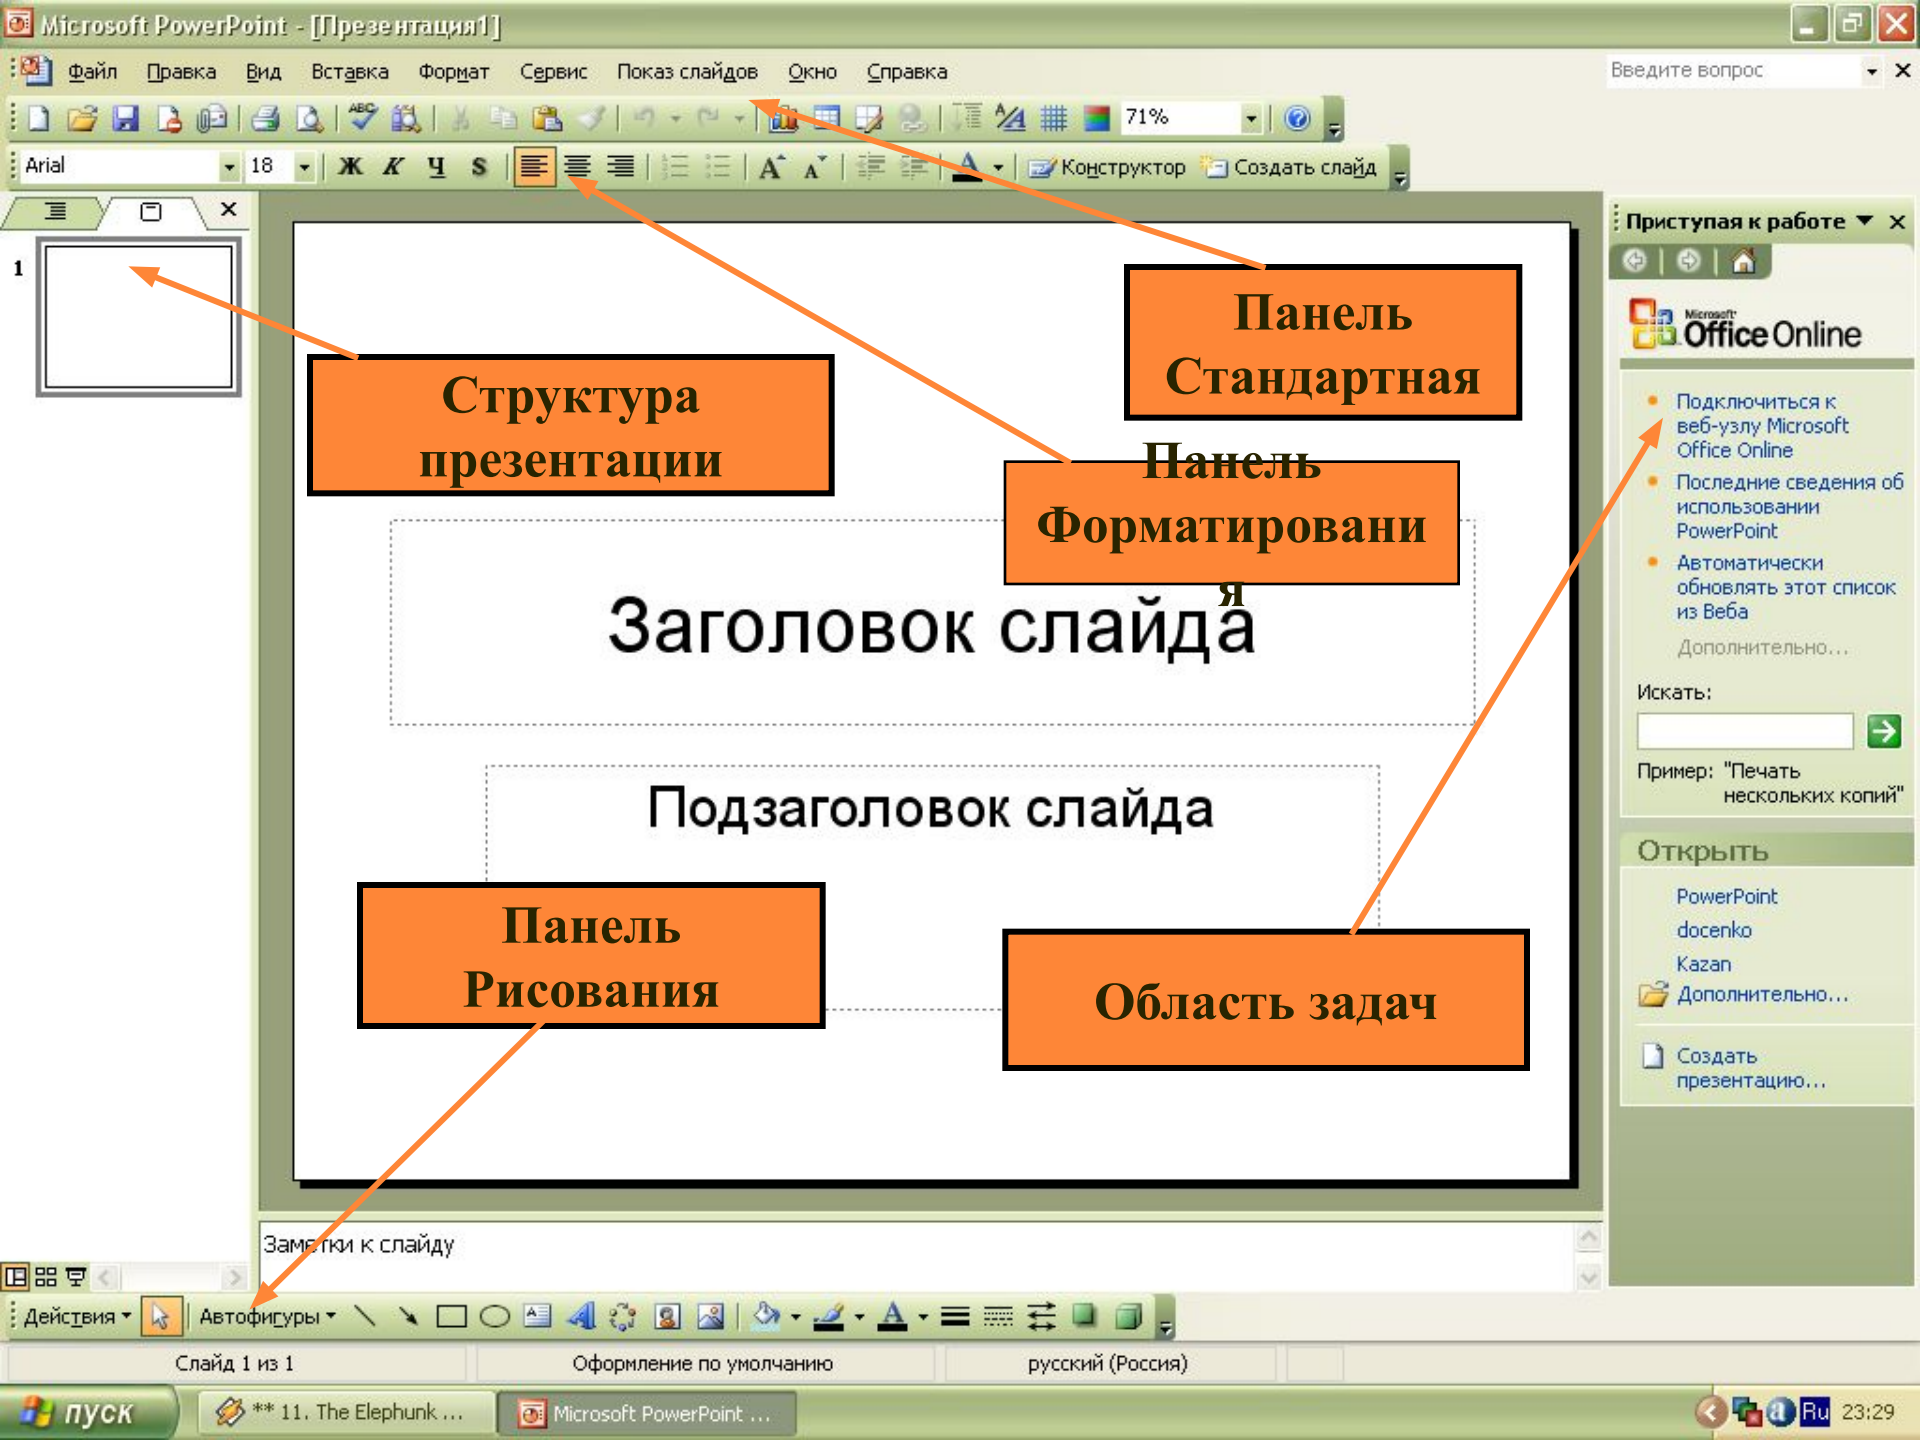 Microsoft PowerPoint - [Презентация1]
Файл Правка Вид Вставка Формат Сервис Показ слайдов Окно Справка
Введите вопрос
ABC
71%
Arial 18 Ж К Ч S
Конструктор Создать слайд
1
Приступая к работе
Microsoft
Office Online
Подключиться к
веб-узлу Microsoft
Office Online
Последние сведения об
использовании
PowerPoint
Автоматически
обновлять этот список
из Веба
Дополнительно...
Искать:
Пример: "Печать
нескольких копий"
Открыть
PowerPoint
docenko
Kazan
Дополнительно...
Создать
презентацию...
Панель
Стандартная
Структура
презентации
Панель
Форматировани
я
Заголовок слайда
Подзаголовок слайда
Панель
Рисования
Область задач
Заметки к слайду
Действия Автофигуры
Слайд 1 из 1
Оформление по умолчанию
русский (Россия)
пуск
** 11. The Elephunk ...
Microsoft PowerPoint ...
Ru 23:29